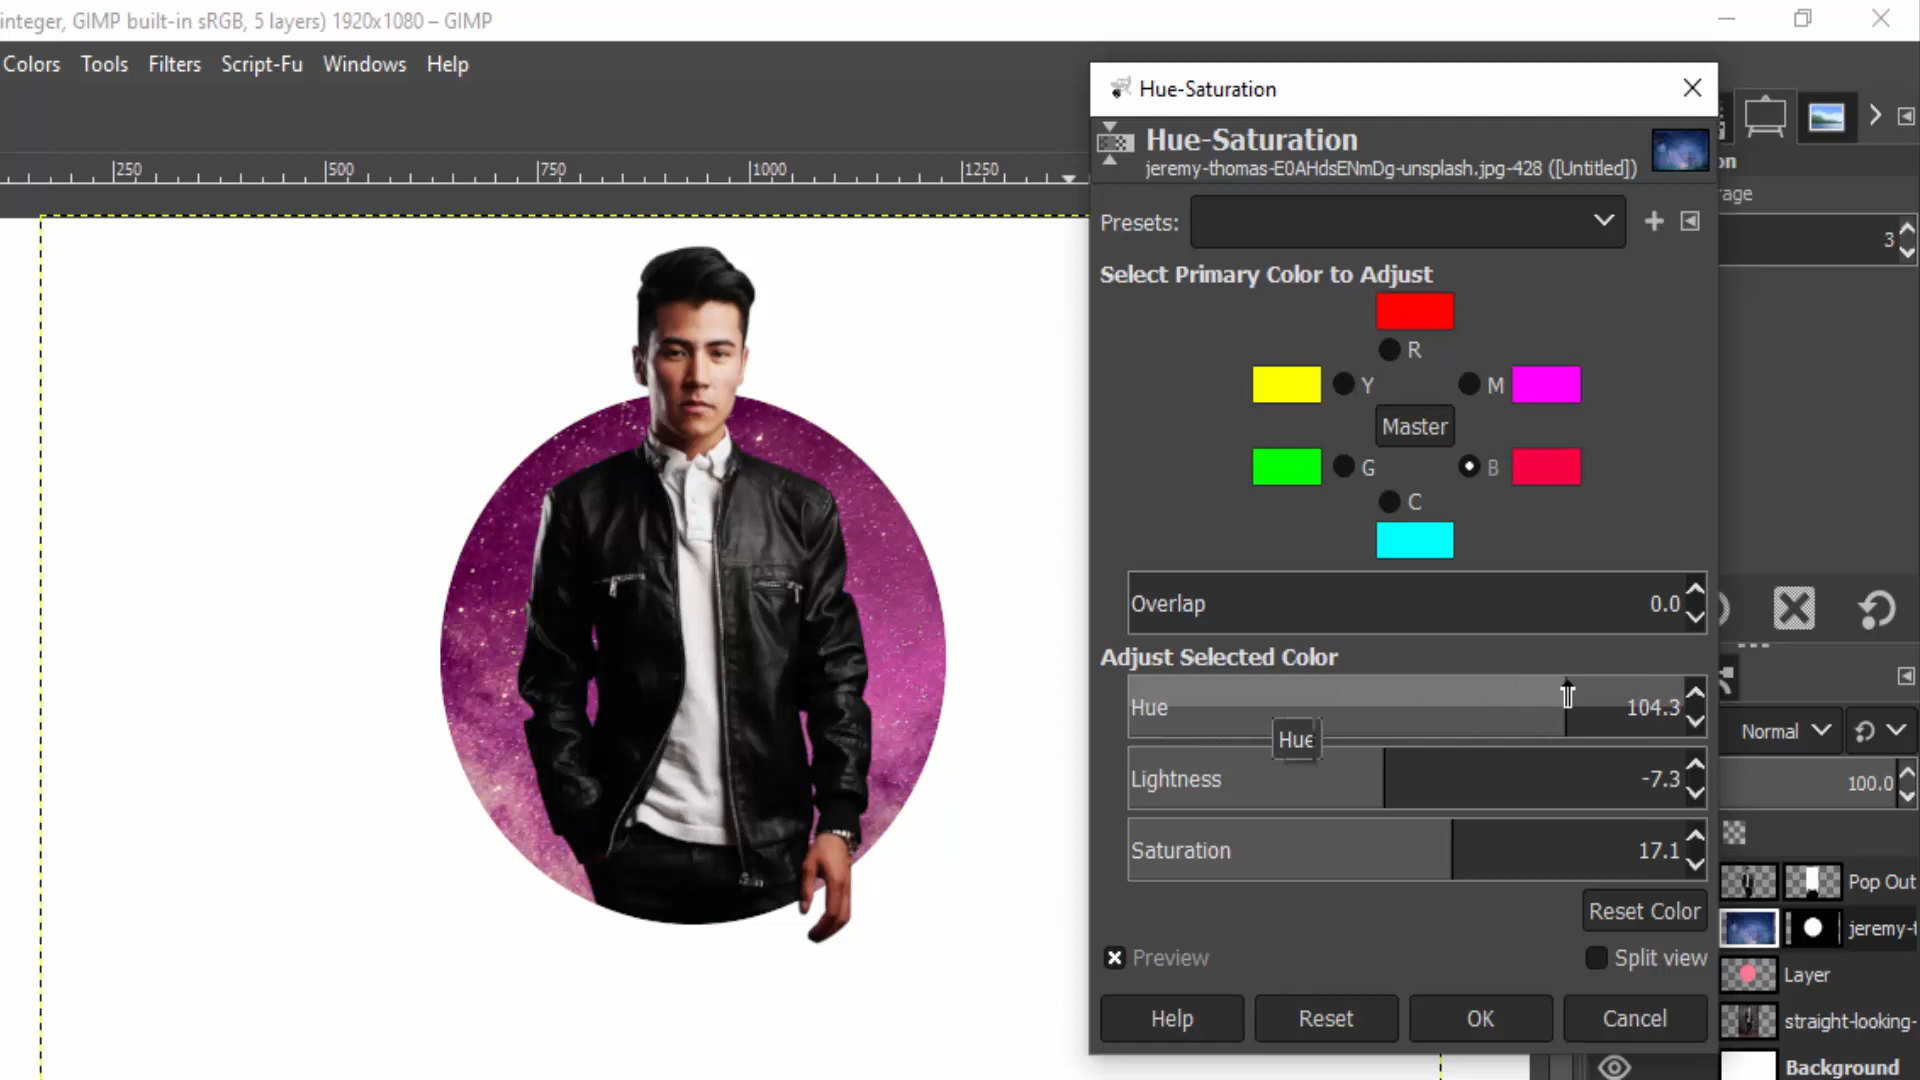 integer, GIMP built-in sRGB, 5 layers) 1920x1080 – GIMP
Colors Tools Filters Script-Fu Windows Help
Hue-Saturation
Hue-Saturation
jeremy-thomas-E0AHdsENmDg-unsplash.jpg-428 ([Untitled])
250 500 750 1000 1250
on
age
Presets:
3
Select Primary Color to Adjust
R
Y M
Master
G B
C
Overlap 0.0
Adjust Selected Color
Hue 104.3
Hue
Normal
Lightness -7.3
100.0
Saturation 17.1
Pop Out
Reset Color
jeremy-t
Preview Split view
Layer
Help Reset OK Cancel
straight-looking-
Background